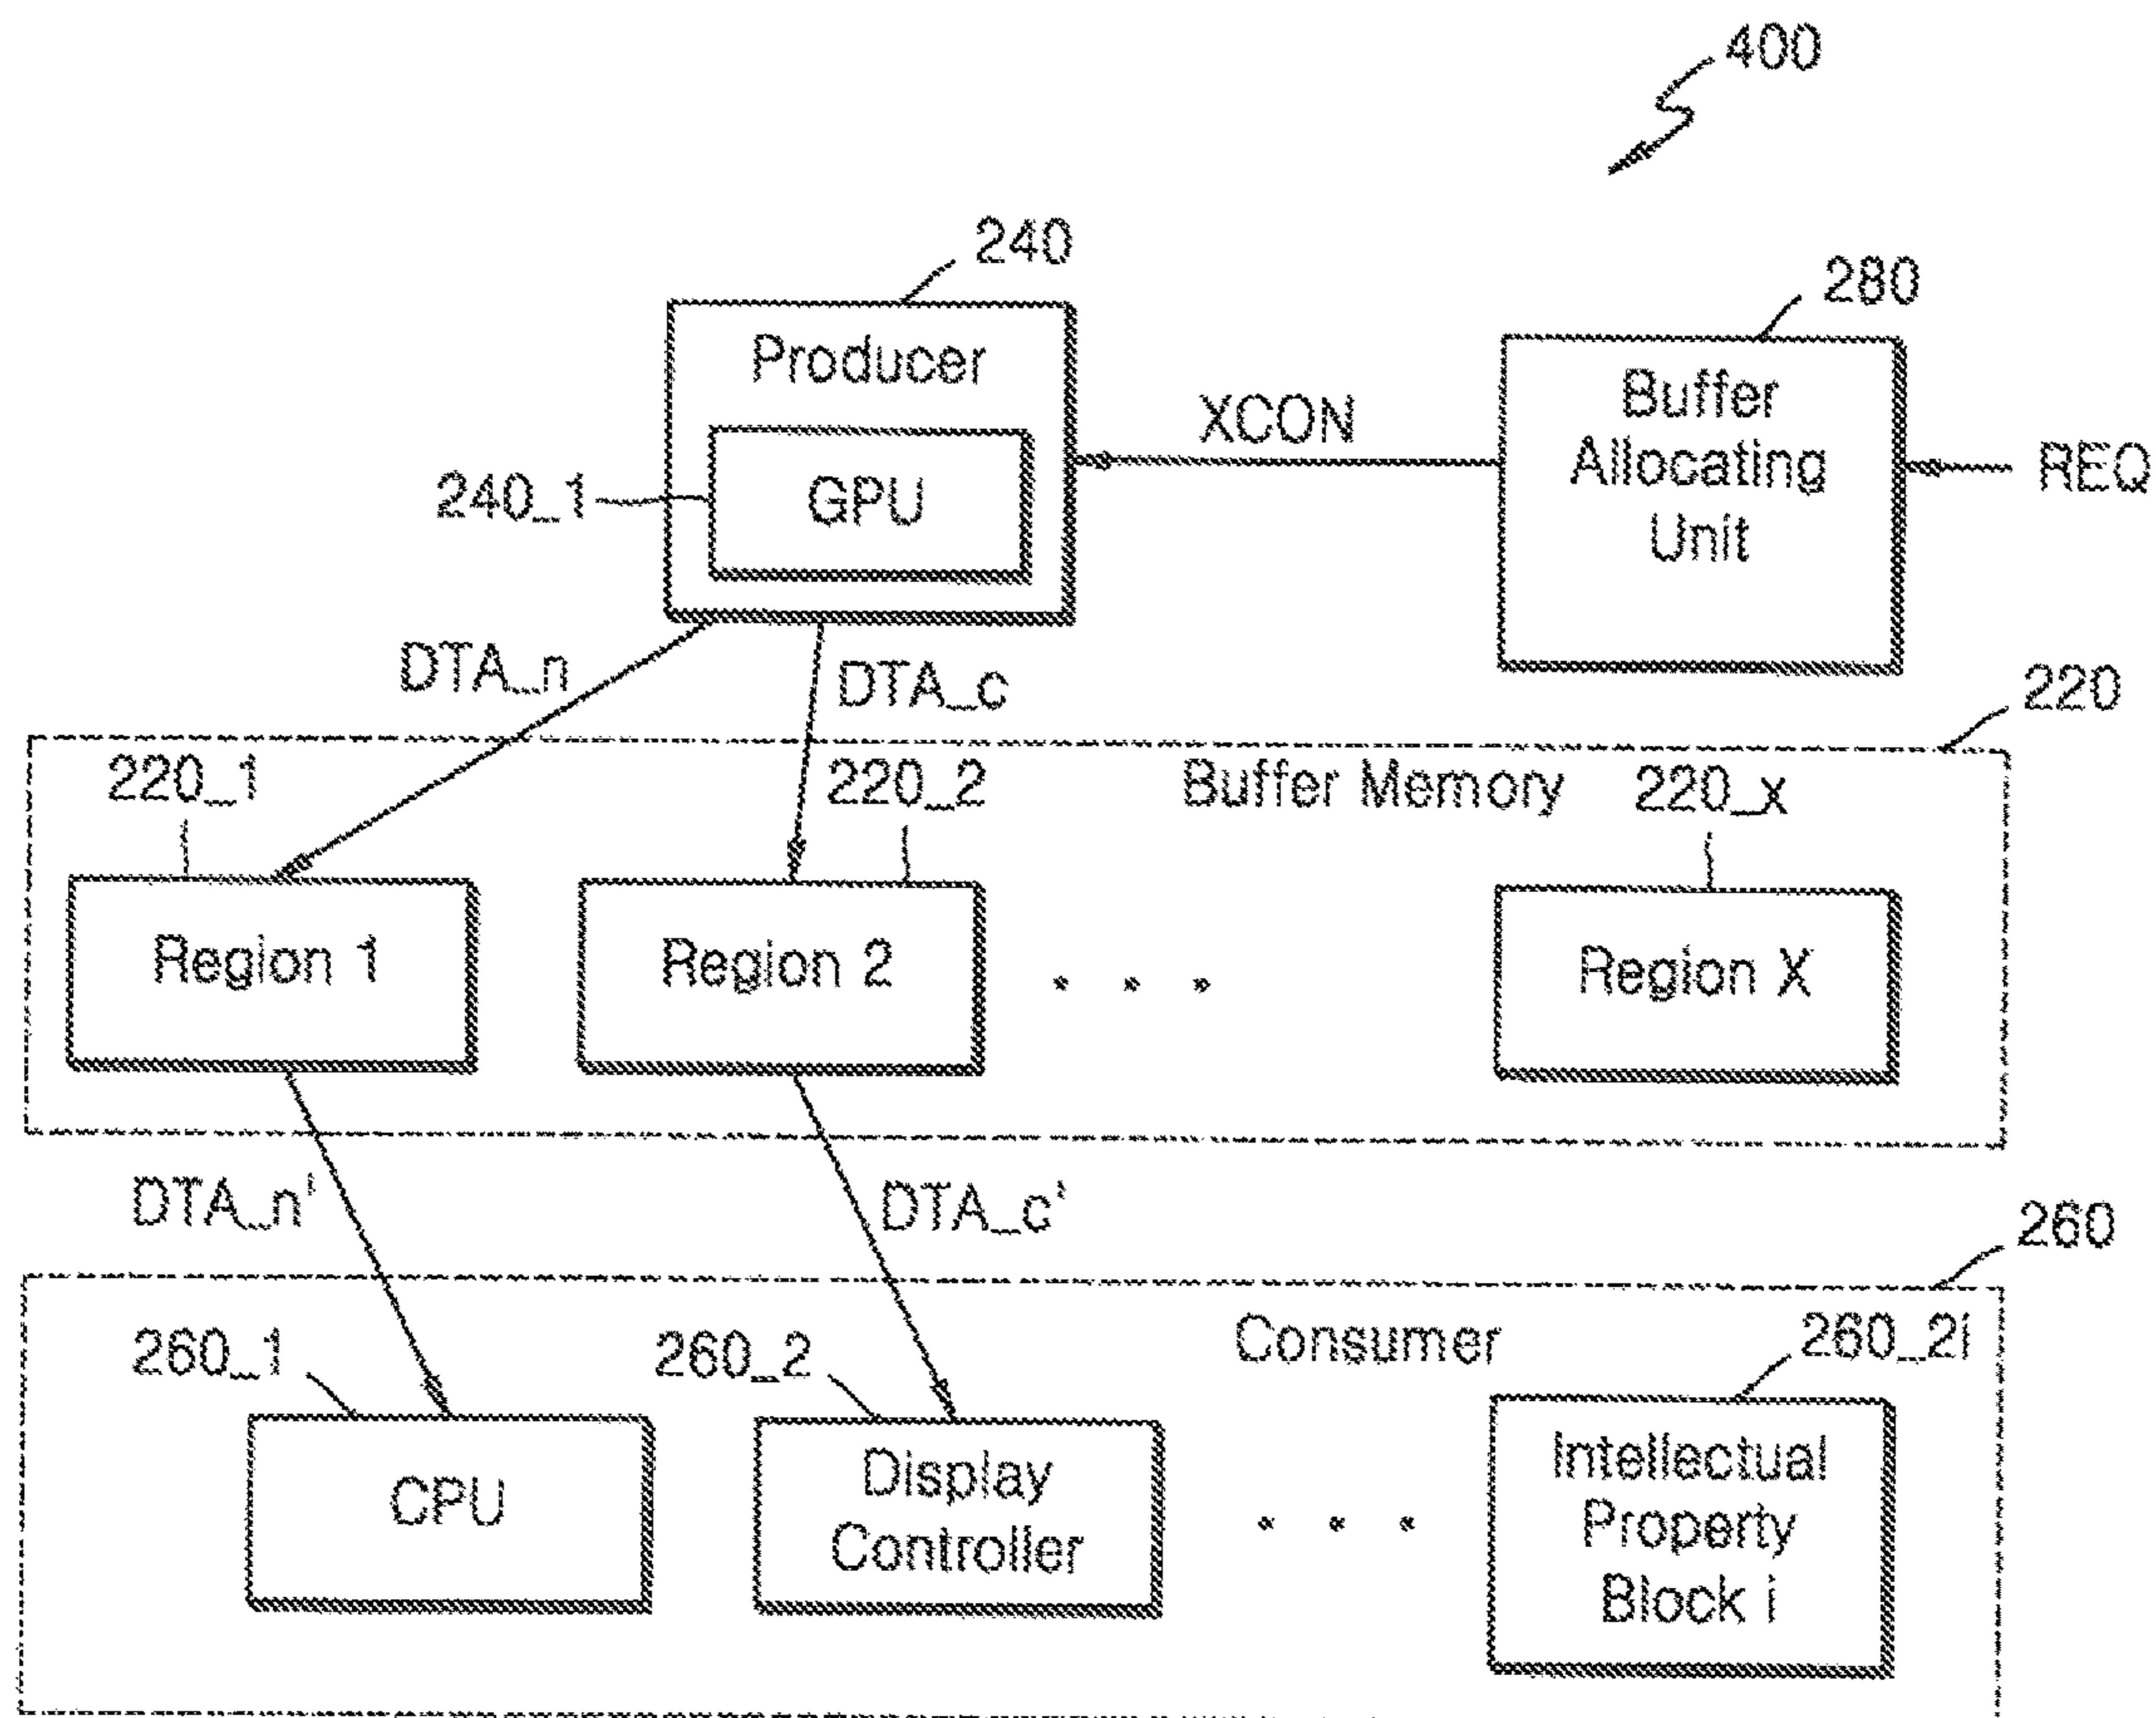 400
240
280
Producer
Buffer
Allocating
Unit
XCON
REQ
240_1
GPU
DTA_n
DTA_c
220
220_1
220_2
Buffer Memory
220_x
Region 1
Region 2
. . .
Region X
DTA_n'
DTA_c'
260
260_1
260_2
Consumer
260_2i
CPU
Display
Controller
. . .
Intellectual
Property
Block i